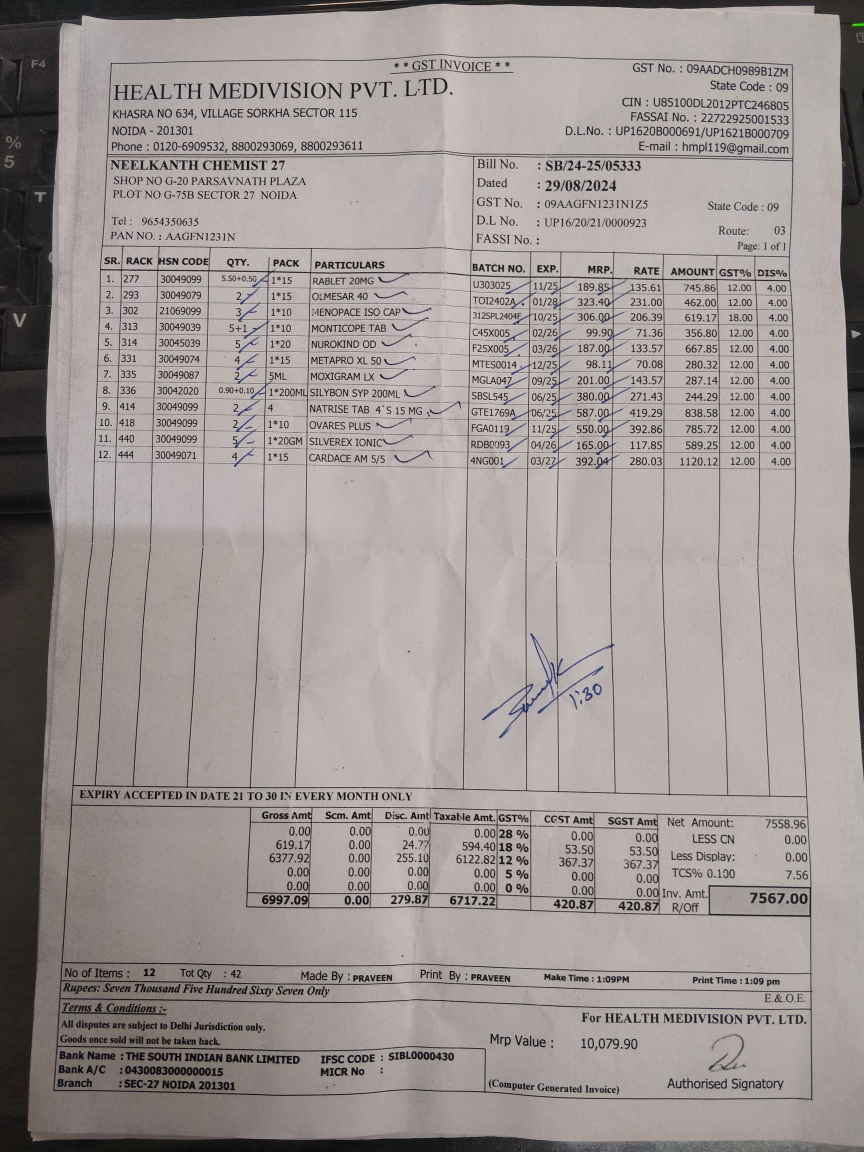 * * GST INVOICE * *
HEALTH MEDIVISION PVT. LTD.
KHASRA NO 634, VILLAGE SORKHA SECTOR 115
NOIDA - 201301
Phone : 0120-6909532, 8800293069, 8800293611
GST No. : 09AADCH0989B1ZM
State Code : 09
CIN : U85100DL2012PTC246805
FASSAI No. : 22722925001533
D.L.No. : UP1620B000691/UP1621B000709
E-mail : hmpl119@gmail.com
NEELKANTH CHEMIST 27
SHOP NO G-20 PARSAVNATH PLAZA
PLOT NO G-75B SECTOR 27 NOIDA
Tel : 9654350635
PAN NO. : AAGFN1231N
Bill No. : SB/24-25/05333
Dated : 29/08/2024
GST No. : 09AAGFN1231N1Z5 State Code : 09
D.L No. : UP16/20/21/0000923
Route: 03
FASSI No. :
Page: 1 of 1
SR. RACK HSN CODE QTY. PACK PARTICULARS BATCH NO. EXP. MRP. RATE AMOUNT GST% DIS%
1. 277 30049099 5.50+0.50 1*15 RABLET 20MG U303025 11/25 189.85 135.61 745.86 12.00 4.00
2. 293 30049079 2 1*15 OLMESAR 40 TOI2402A 01/28 323.40 231.00 462.00 12.00 4.00
3. 302 21069099 3 1*10 MENOPACE ISO CAP 312SPL2404F 10/25 306.00 206.39 619.17 18.00 4.00
4. 313 30049039 5+1 1*10 MONTICOPE TAB C45X005 02/26 99.90 71.36 356.80 12.00 4.00
5. 314 30045039 5 1*20 NUROKIND OD F25X005 03/26 187.00 133.57 667.85 12.00 4.00
6. 331 30049074 4 1*15 METAPRO XL 50 MTES0014 12/25 98.11 70.08 280.32 12.00 4.00
7. 335 30049087 2 5ML MOXIGRAM LX MGLA047 09/25 201.00 143.57 287.14 12.00 4.00
8. 336 30042020 0.90+0.10 1*200ML SILYBON SYP 200ML SBSL545 06/25 380.00 271.43 244.29 12.00 4.00
9. 414 30049099 2 4 NATRISE TAB 4`S 15 MG . GTE1769A 06/25 587.00 419.29 838.58 12.00 4.00
10. 418 30049099 2 1*10 OVARES PLUS FGA0119 11/25 550.00 392.86 785.72 12.00 4.00
11. 440 30049099 5 1*20GM SILVEREX IONIC RDB0093 04/26 165.00 117.85 589.25 12.00 4.00
12. 444 30049071 4 1*15 CARDACE AM 5/5 4NG001 03/27 392.04 280.03 1120.12 12.00 4.00
1:30
EXPIRY ACCEPTED IN DATE 21 TO 30 IN EVERY MONTH ONLY
Gross Amt Scm. Amt Disc. Amt Taxable Amt. GST% CGST Amt SGST Amt
0.00 0.00 0.00 0.00 28 % 0.00 0.00
619.17 0.00 24.77 594.40 18 % 53.50 53.50
6377.92 0.00 255.10 6122.82 12 % 367.37 367.37
0.00 0.00 0.00 0.00 5 % 0.00 0.00
0.00 0.00 0.00 0.00 0 % 0.00 0.00
6997.09 0.00 279.87 6717.22 420.87 420.87
Net Amount: 7558.96
LESS CN 0.00
Less Display: 0.00
TCS% 0.100 7.56
Inv. Amt. 7567.00
R/Off
No of Items : 12 Tot Qty : 42 Made By : PRAVEEN Print By : PRAVEEN Make Time : 1:09PM Print Time : 1:09 pm
Rupees: Seven Thousand Five Hundred Sixty Seven Only
E.& O.E.
Terms & Conditions :-
All disputes are subject to Delhi Jurisdiction only.
Goods once sold will not be taken back.
For HEALTH MEDIVISION PVT. LTD.
Mrp Value : 10,079.90
Bank Name : THE SOUTH INDIAN BANK LIMITED IFSC CODE : SIBL0000430
Bank A/C : 0430083000000015 MICR No :
Branch : SEC-27 NOIDA 201301
(Computer Generated Invoice)
Authorised Signatory
F4
%
5
T
V